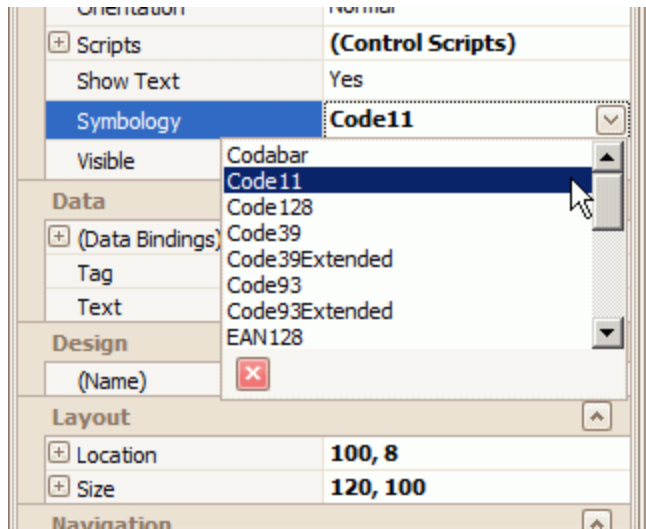 Orientation Normal
Scripts (Control Scripts)
Show Text Yes
Symbology Code11
Visible
Codabar
Code11
Code128
Code39
Code39Extended
Code93
Code93Extended
EAN128
Data
(Data Bindings)
Tag
Text
Design
(Name)
Layout
Location 100, 8
Size 120, 100
Navigation